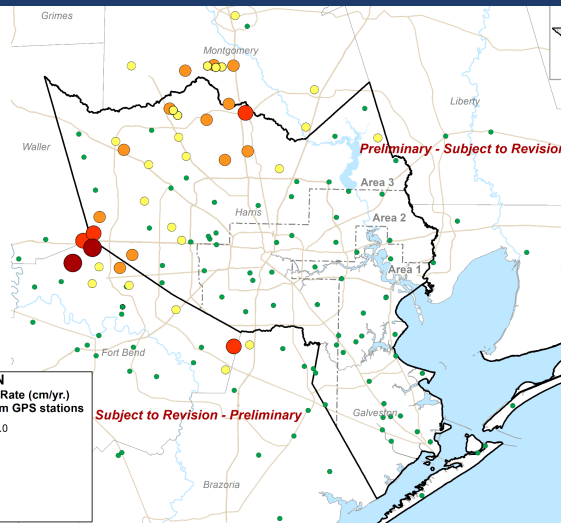 Grimes
Montgomery
Liberty
Waller
Preliminary - Subject to Revision
Area 3
Harris
Area 2
Area 1
Fort Bend
N
Rate (cm/yr.)
m GPS stations
.0
Subject to Revision - Preliminary
Galveston
Brazoria